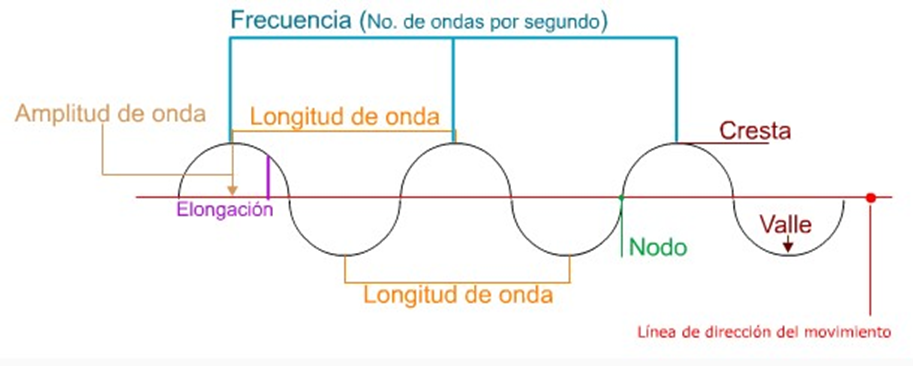 Frecuencia (No. de ondas por segundo)
Amplitud de onda
Longitud de onda
Cresta
Elongación
Valle
Nodo
Longitud de onda
Línea de dirección del movimiento